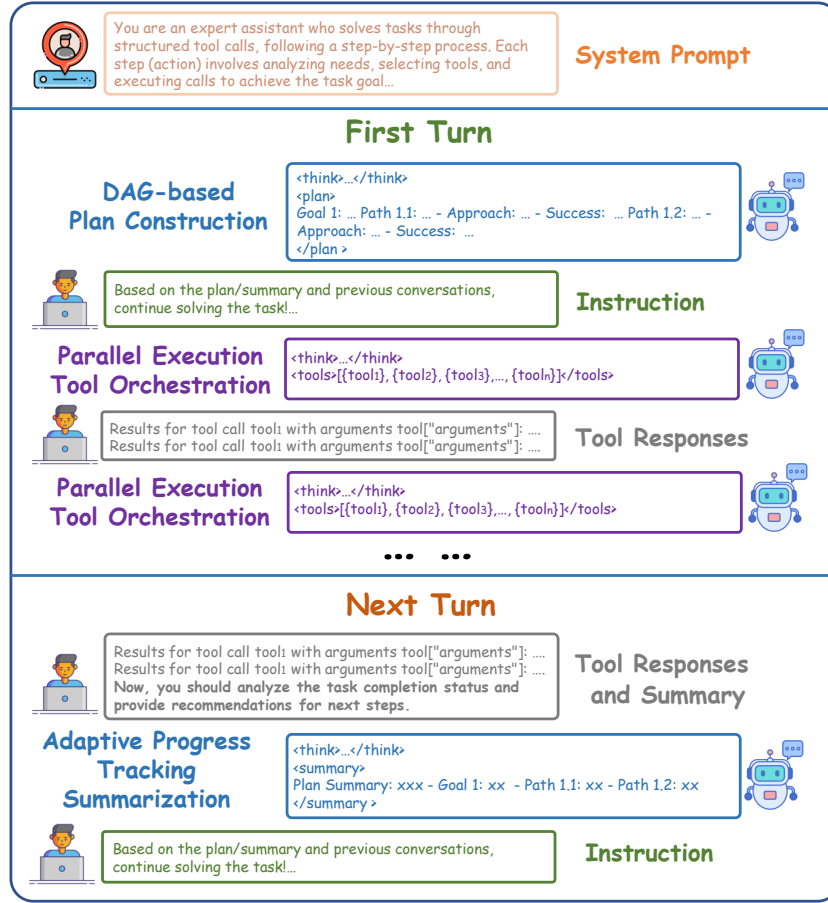 You are an expert assistant who solves tasks through
structured tool calls, following a step-by-step process. Each
step (action) involves analyzing needs, selecting tools, and
executing calls to achieve the task goal…
System Prompt
First Turn
DAG-based
Plan Construction
<think>…</think>
<plan>
Goal 1: … Path 1.1: … - Approach: … - Success: … Path 1.2: … -
Approach: … - Success: …
</plan >
Based on the plan/summary and previous conversations,
continue solving the task!…
Instruction
Parallel Execution
Tool Orchestration
<think>…</think>
<tools>[{tool1}, {tool2}, {tool3},…, {tooln}]</tools>
Results for tool call tool1 with arguments tool["arguments"]: ….
Results for tool call tool1 with arguments tool["arguments"]: ….
Tool Responses
Parallel Execution
Tool Orchestration
<think>…</think>
<tools>[{tool1}, {tool2}, {tool3},…, {tooln}]</tools>
… …
Next Turn
Results for tool call tool1 with arguments tool["arguments"]: ….
Results for tool call tool1 with arguments tool["arguments"]: ….
Now, you should analyze the task completion status and
provide recommendations for next steps.
Tool Responses
and Summary
Adaptive Progress
Tracking
Summarization
<think>…</think>
<summary>
Plan Summary: xxx - Goal 1: xx - Path 1.1: xx - Path 1.2: xx
</summary >
Based on the plan/summary and previous conversations,
continue solving the task!…
Instruction